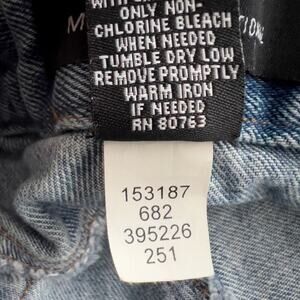 ONLY NON-
CHLORINE BLEACH
WHEN NEEDED
TUMBLE DRY LOW
REMOVE PROMPTLY
WARM IRON
IF NEEDED
RN 80763
153187
682
395226
251